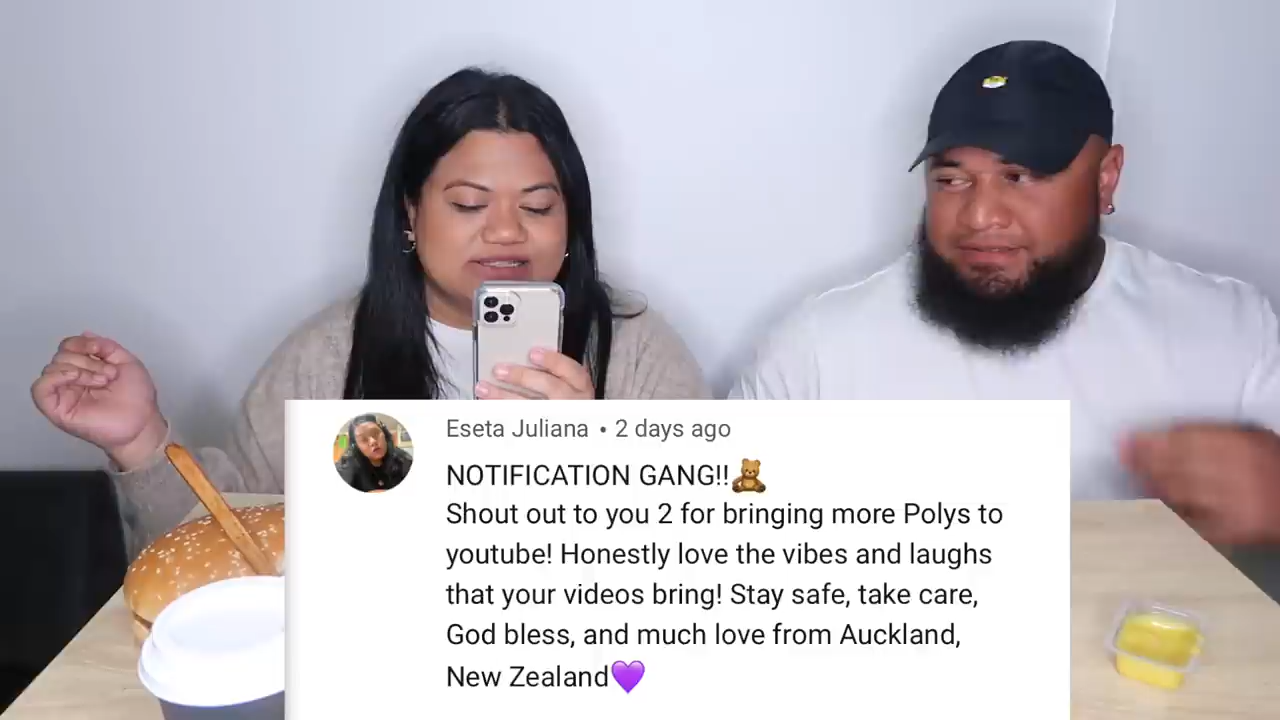 Eseta Juliana • 2 days ago
NOTIFICATION GANG!!🧸
Shout out to you 2 for bringing more Polys to
youtube! Honestly love the vibes and laughs
that your videos bring! Stay safe, take care,
God bless, and much love from Auckland,
New Zealand💜